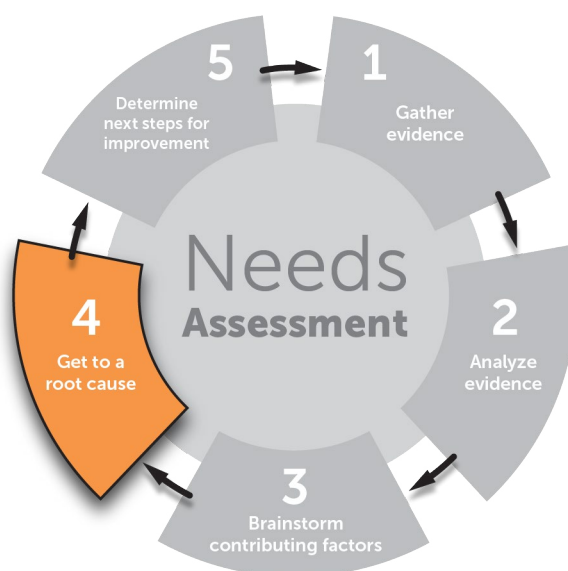 Needs
Assessment
1
Gather
evidence
2
Analyze
evidence
3
Brainstorm
contributing factors
4
Get to a
root cause
5
Determine
next steps for
improvement